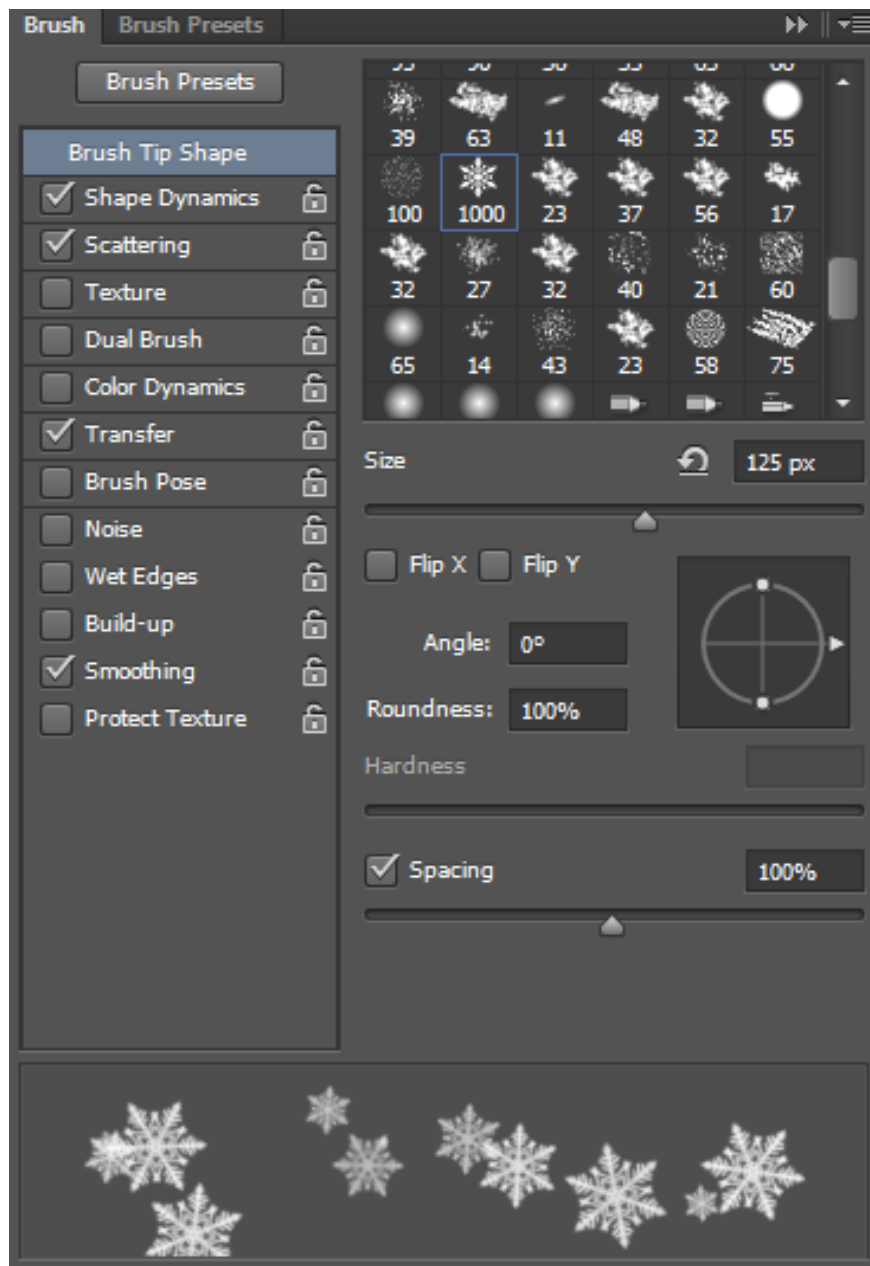 Brush Brush Presets
Brush Presets
Brush Tip Shape
Shape Dynamics
Scattering
Texture
Dual Brush
Color Dynamics
Transfer
Brush Pose
Noise
Wet Edges
Build-up
Smoothing
Protect Texture
39 63 11 48 32 55
100 1000 23 37 56 17
32 27 32 40 21 60
65 14 43 23 58 75
Size 125 px
Flip X Flip Y
Angle: 0º
Roundness: 100%
Hardness
Spacing 100%